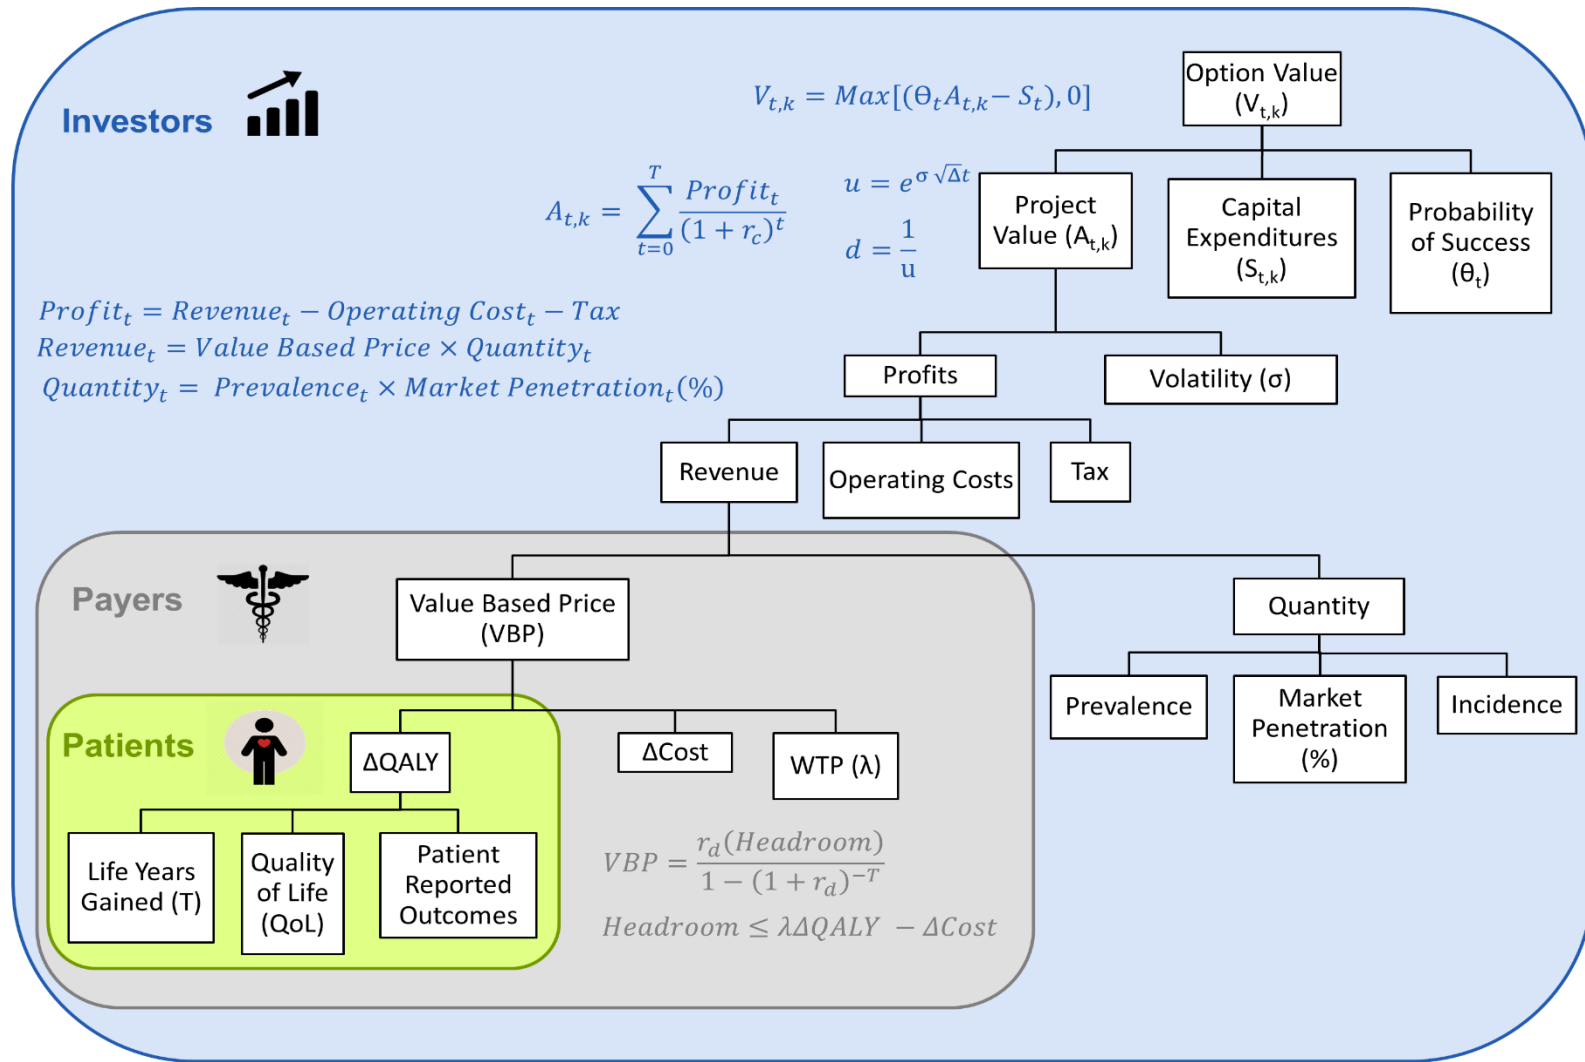 Investors
V_{t,k} = Max[(Θ_t A_{t,k} − S_t), 0]
Option Value
(V_{t,k})
A_{t,k} = \sum_{t=0}^{T} \frac{Profit_t}{(1 + r_c)^t}
u = e^{σ√Δt}
d = \frac{1}{u}
Project
Value (A_{t,k})
Capital
Expenditures
(S_{t,k})
Probability
of Success
(θ_t)
Profit_t = Revenue_t − Operating Cost_t − Tax
Revenue_t = Value Based Price × Quantity_t
Quantity_t = Prevalence_t × Market Penetration_t(%)
Profits
Volatility (σ)
Revenue
Operating Costs
Tax
Payers
Value Based Price
(VBP)
Quantity
Prevalence
Market
Penetration
(%)
Incidence
Patients
ΔQALY
ΔCost
WTP (λ)
Life Years
Gained (T)
Quality
of Life
(QoL)
Patient
Reported
Outcomes
VBP = \frac{r_d(Headroom)}{1 − (1 + r_d)^{−T}}
Headroom ≤ λΔQALY − ΔCost